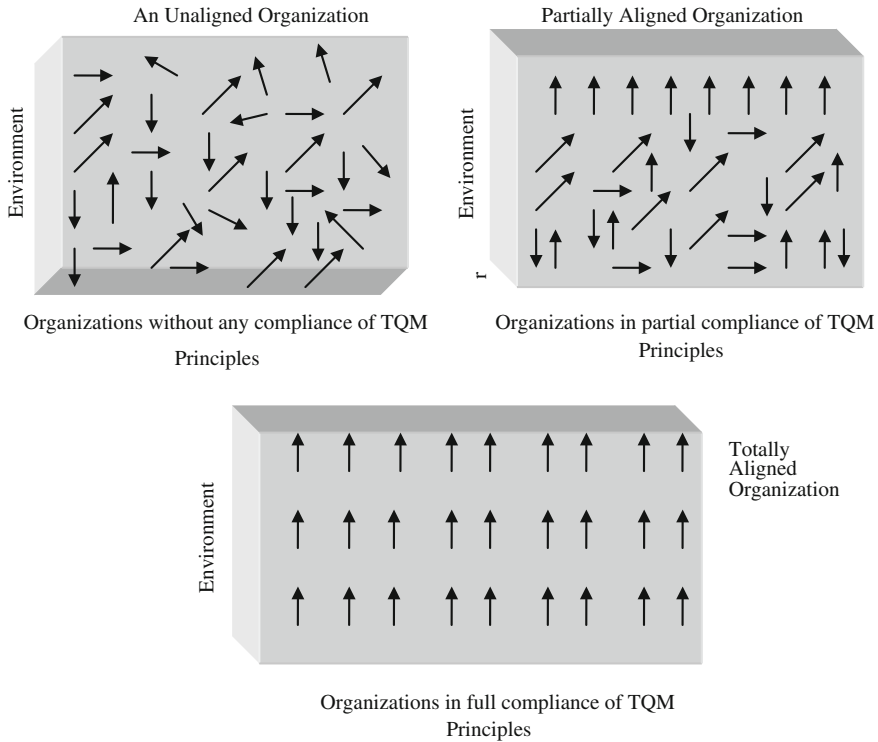 An Unaligned Organization
Partially Aligned Organization
Environment
Environment
r
Organizations without any compliance of TQM
Principles
Organizations in partial compliance of TQM
Principles
Environment
Totally
Aligned
Organization
Organizations in full compliance of TQM
Principles